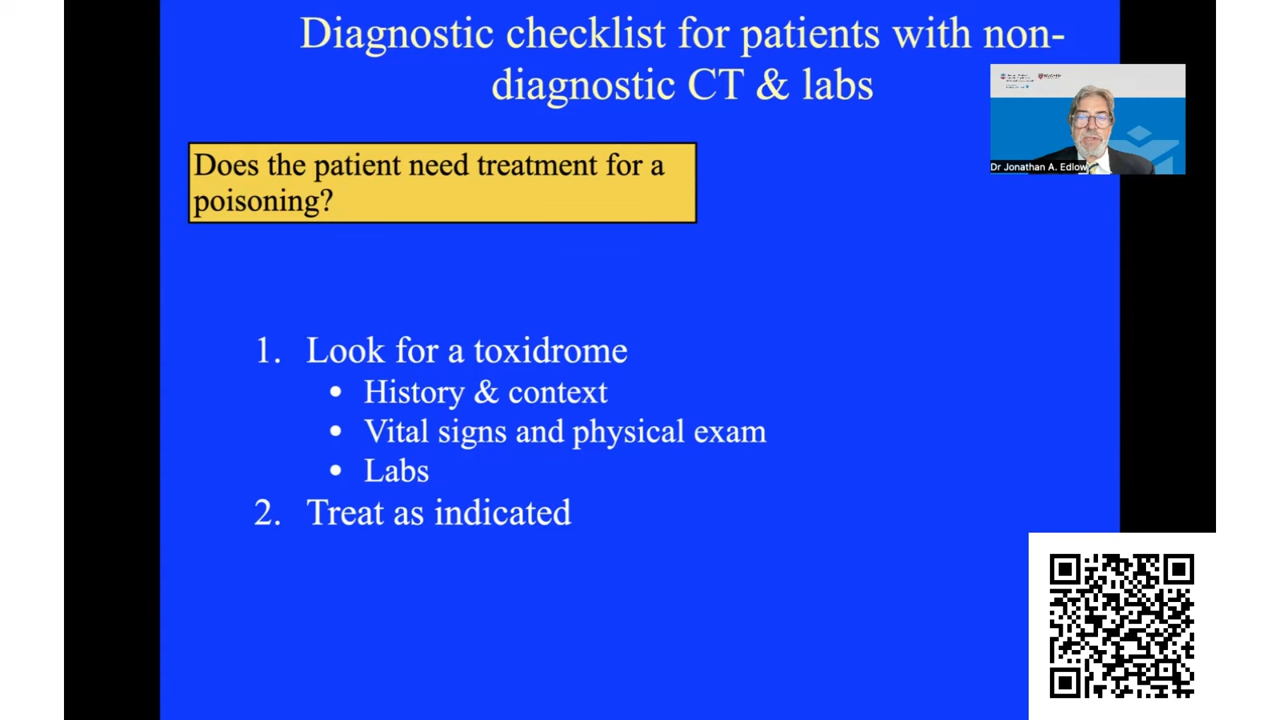 Diagnostic checklist for patients with non-
diagnostic CT & labs
Dr Jonathan A. Edlow
Does the patient need treatment for a
poisoning?
1. Look for a toxidrome
• History & context
• Vital signs and physical exam
• Labs
2. Treat as indicated